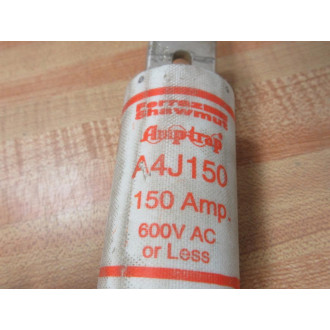 Ferraz
Shawmut
Amptrap
A4J150
150 Amp.
600V AC
or Less